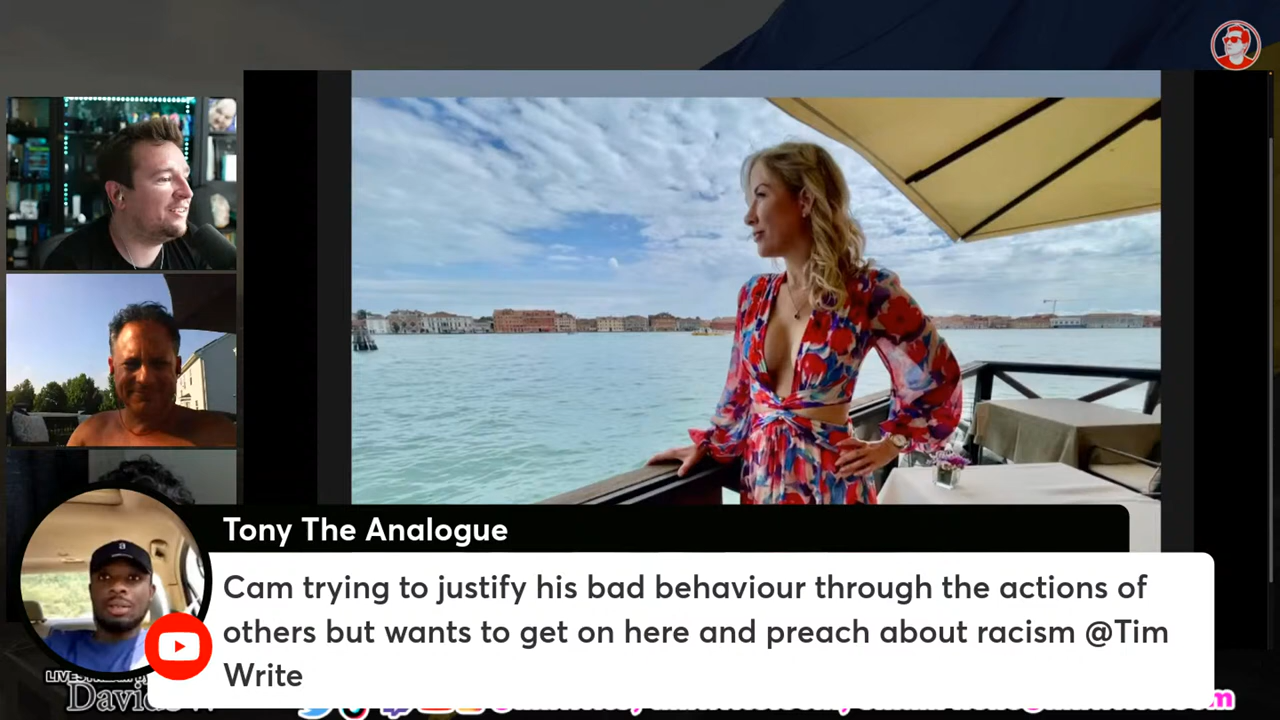 Tony The Analogue
Cam trying to justify his bad behaviour through the actions of
others but wants to get on here and preach about racism @Tim
Write